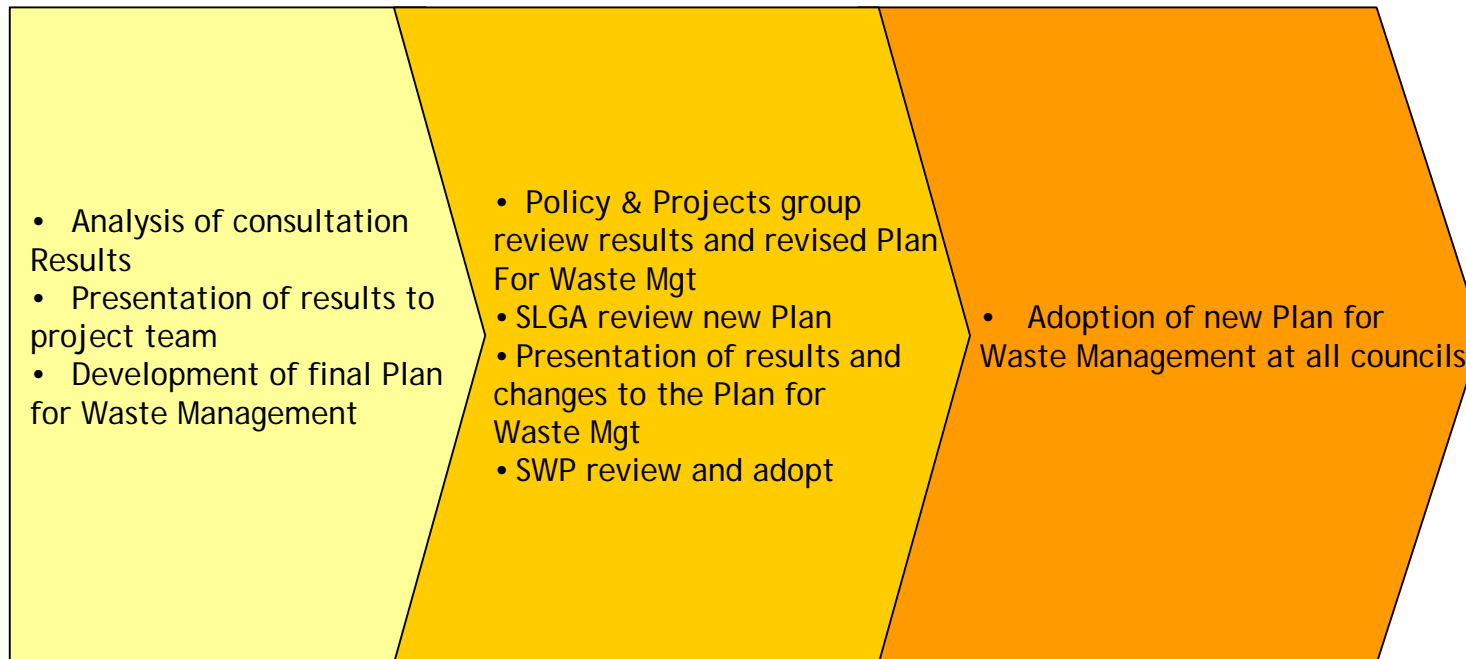 • Analysis of consultation
Results
• Presentation of results to
project team
• Development of final Plan
for Waste Management
• Policy & Projects group
review results and revised Plan
For Waste Mgt
• SLGA review new Plan
• Presentation of results and
changes to the Plan for
Waste Mgt
• SWP review and adopt
• Adoption of new Plan for
Waste Management at all councils